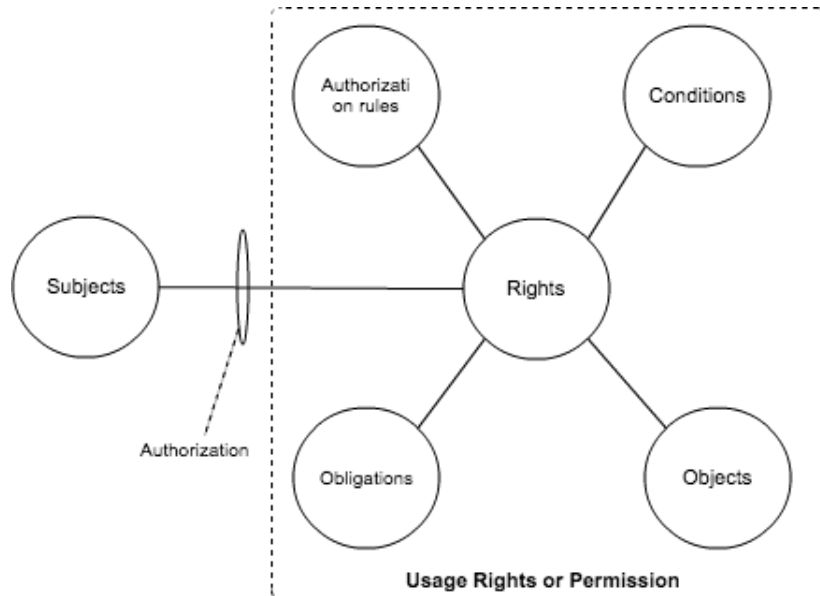 Authorizati
on rules
Conditions
Subjects
Rights
Authorization
Obligations
Objects
Usage Rights or Permission